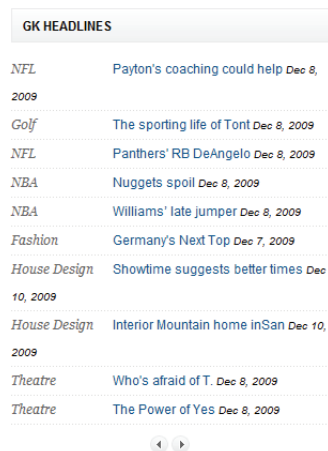 GK HEADLINES
NFL Payton's coaching could help Dec 8,
2009
Golf The sporting life of Tont Dec 8, 2009
NFL Panthers' RB DeAngelo Dec 8, 2009
NBA Nuggets spoil Dec 8, 2009
NBA Williams' late jumper Dec 8, 2009
Fashion Germany's Next Top Dec 7, 2009
House Design Showtime suggests better times Dec
10, 2009
House Design Interior Mountain home inSan Dec 10,
2009
Theatre Who's afraid of T. Dec 8, 2009
Theatre The Power of Yes Dec 8, 2009